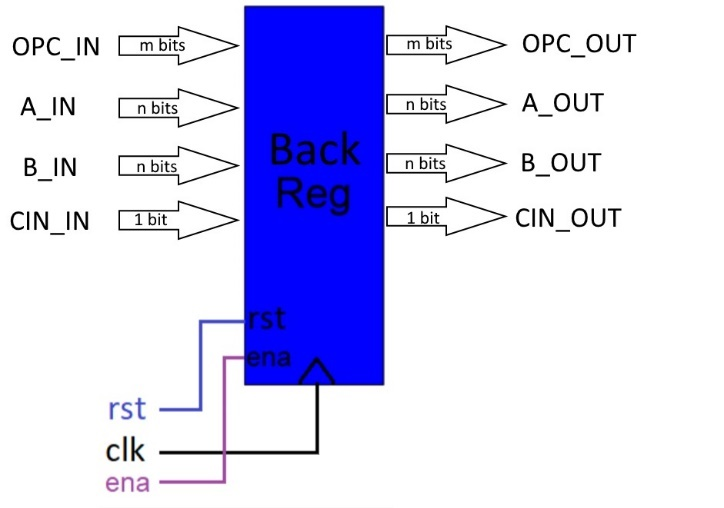 OPC_IN m bits m bits OPC_OUT
A_IN n bits n bits A_OUT
B_IN n bits n bits B_OUT
CIN_IN 1 bit 1 bit CIN_OUT
Back
Reg
rst
ena
rst
clk
ena